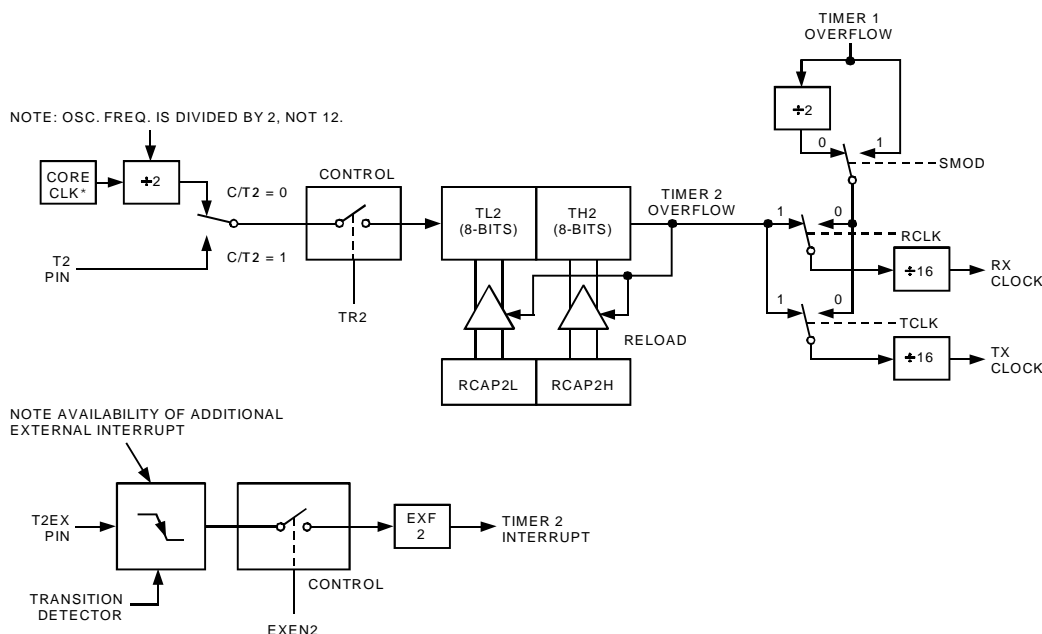 TIMER 1
OVERFLOW
÷2
NOTE: OSC. FREQ. IS DIVIDED BY 2, NOT 12.
0
1
SMOD
CORE
CLK*
÷2
C/T2 = 0
CONTROL
TL2
(8-BITS)
TH2
(8-BITS)
TIMER 2
OVERFLOW
1
0
RCLK
T2
PIN
C/T2 = 1
÷16
RX
CLOCK
TR2
1
0
TCLK
RELOAD
÷16
TX
CLOCK
RCAP2L
RCAP2H
NOTE AVAILABILITY OF ADDITIONAL
EXTERNAL INTERRUPT
T2EX
PIN
EXF
2
TIMER 2
INTERRUPT
CONTROL
TRANSITION
DETECTOR
EXEN2